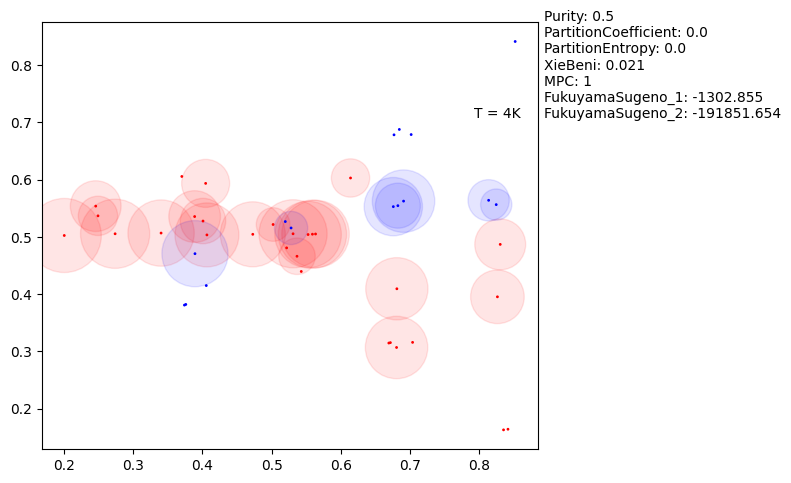 Purity: 0.5
PartitionCoefficient: 0.0
PartitionEntropy: 0.0
XieBeni: 0.021
MPC: 1
FukuyamaSugeno_1: -1302.855
FukuyamaSugeno_2: -191851.654
T = 4K
0.8
0.7
0.6
0.5
0.4
0.3
0.2
0.2 0.3 0.4 0.5 0.6 0.7 0.8